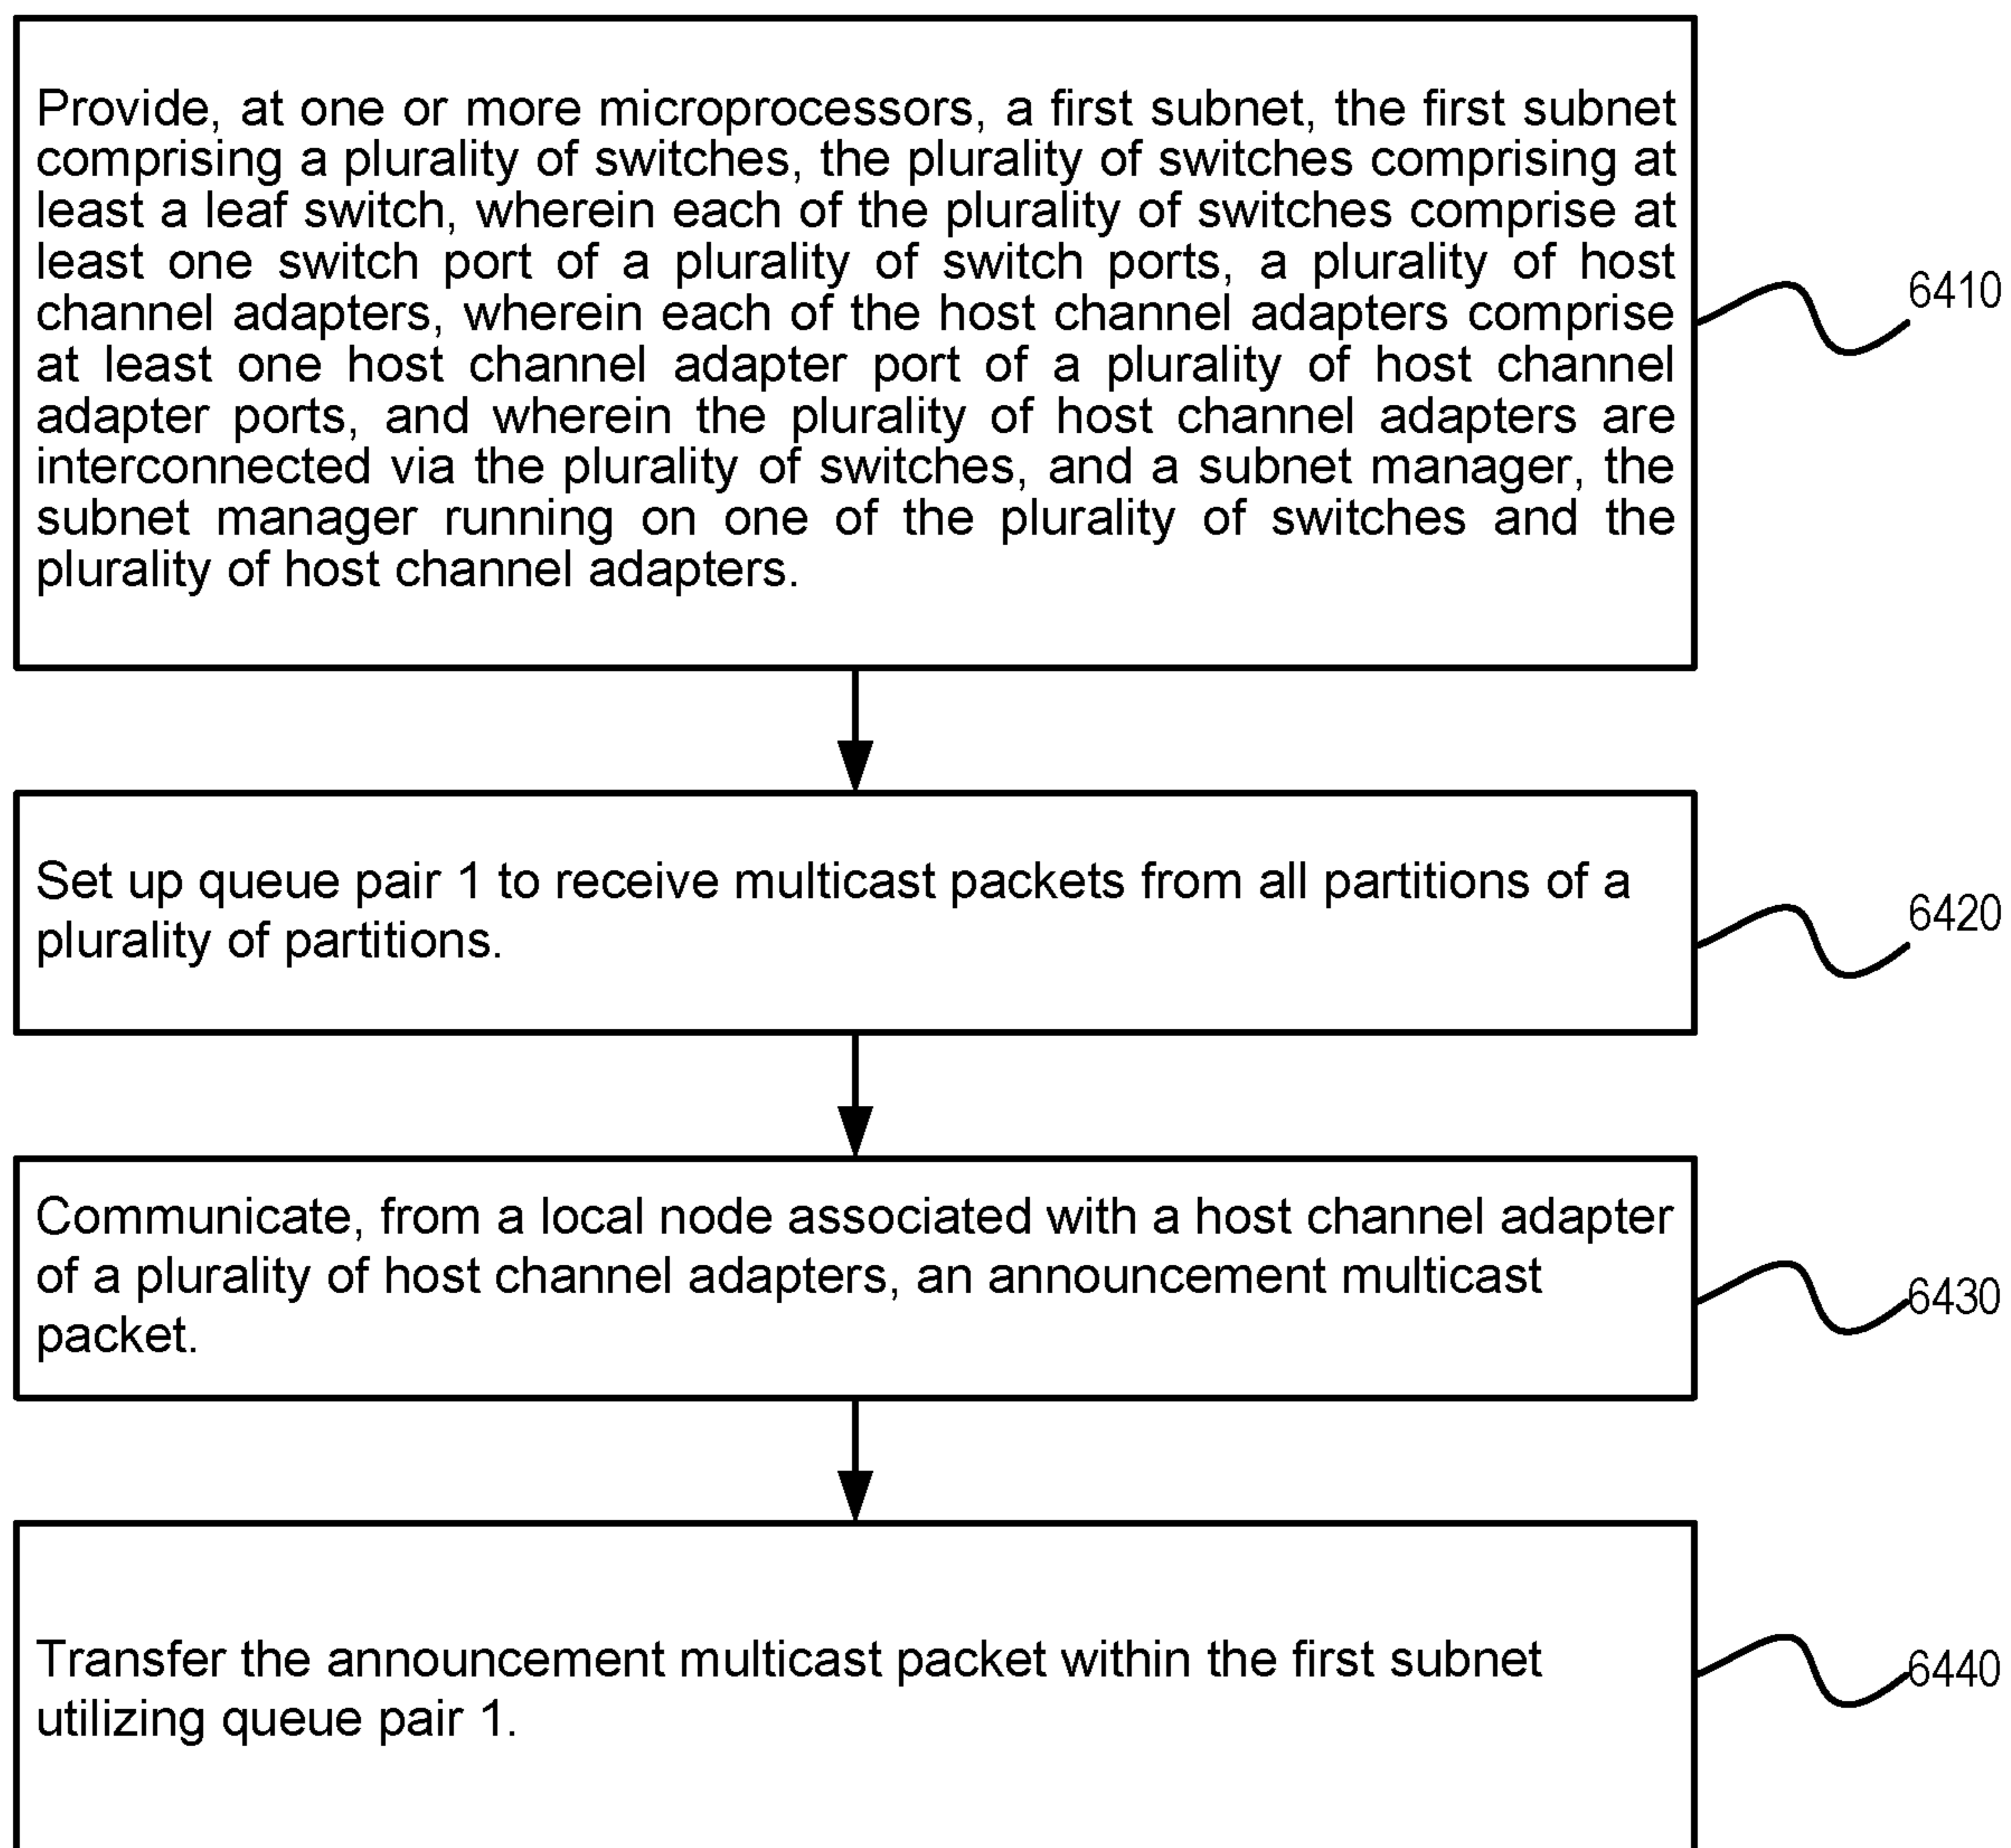 Provide, at one or more microprocessors, a first subnet, the first subnet
comprising a plurality of switches, the plurality of switches comprising at
least a leaf switch, wherein each of the plurality of switches comprise at
least one switch port of a plurality of switch ports, a plurality of host
channel adapters, wherein each of the host channel adapters comprise
at least one host channel adapter port of a plurality of host channel
adapter ports, and wherein the plurality of host channel adapters are
interconnected via the plurality of switches, and a subnet manager, the
subnet manager running on one of the plurality of switches and the
plurality of host channel adapters.
6410
Set up queue pair 1 to receive multicast packets from all partitions of a
plurality of partitions.
6420
Communicate, from a local node associated with a host channel adapter
of a plurality of host channel adapters, an announcement multicast
packet.
6430
Transfer the announcement multicast packet within the first subnet
utilizing queue pair 1.
6440